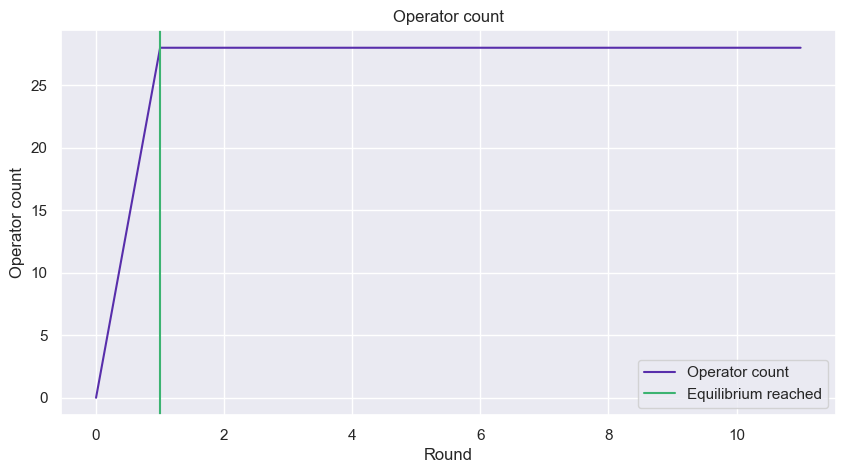 Operator count
Operator count
25
20
15
10
5
0
0 2 4 6 8 10
Round
Operator count
Equilibrium reached